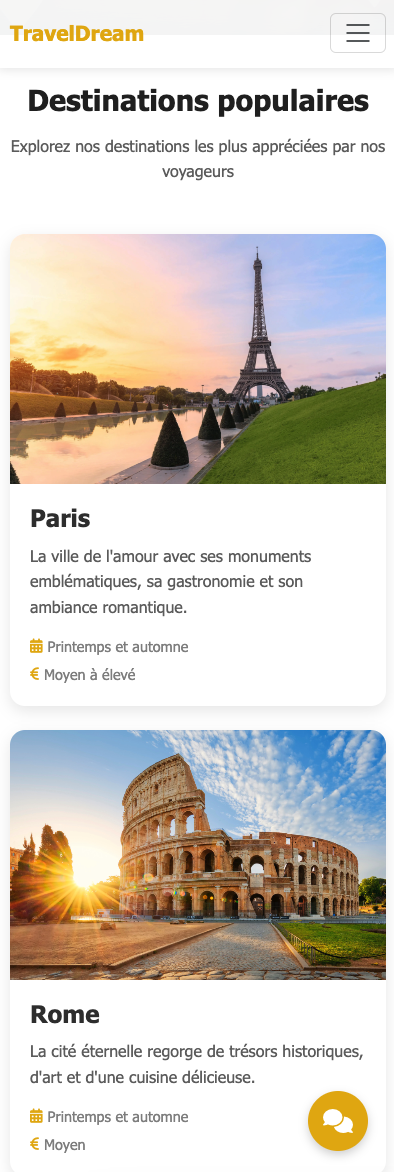 TravelDream
Destinations populaires
Explorez nos destinations les plus appréciées par nos
voyageurs
Paris
La ville de l'amour avec ses monuments
emblématiques, sa gastronomie et son
ambiance romantique.
Printemps et automne
€ Moyen à élevé
Rome
La cité éternelle regorge de trésors historiques,
d'art et d'une cuisine délicieuse.
Printemps et automne
€ Moyen